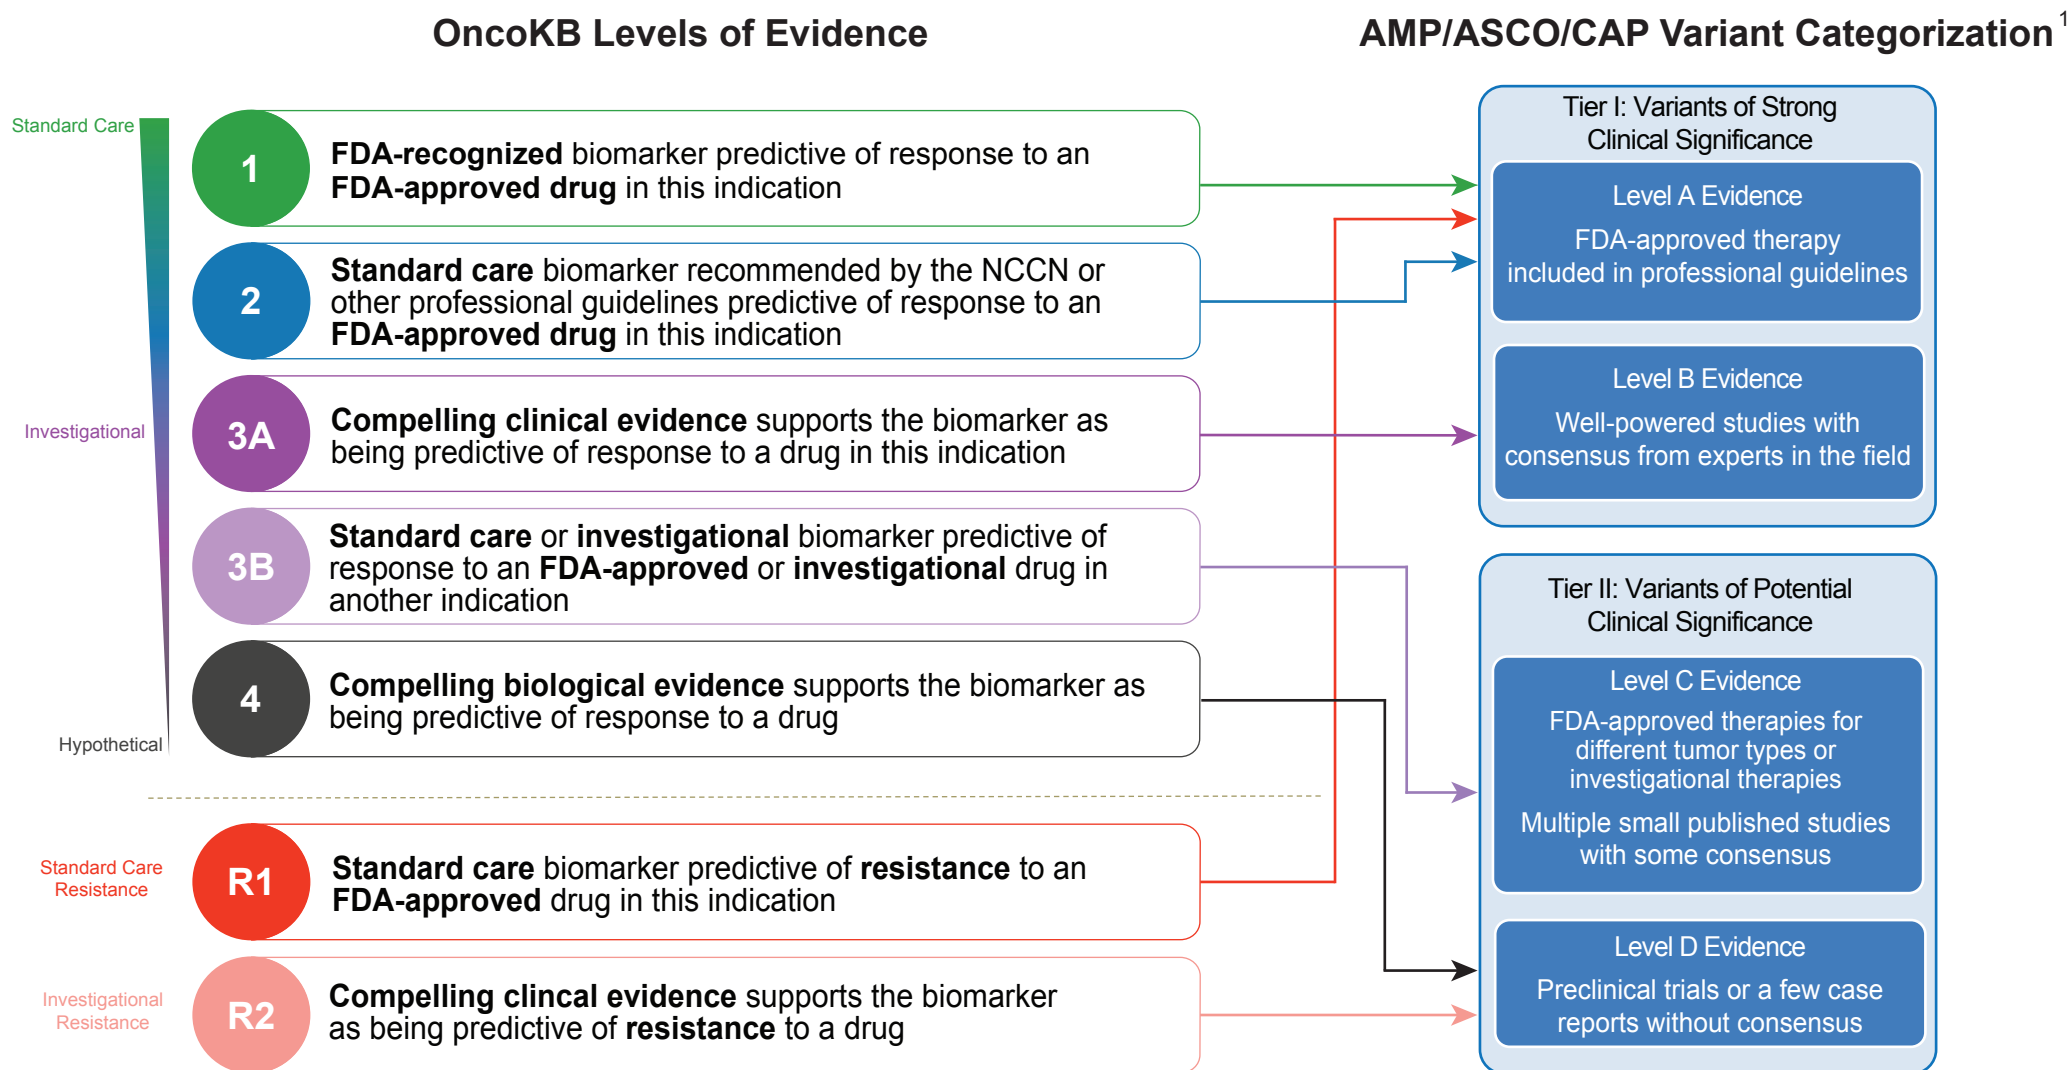 OncoKB Levels of Evidence
AMP/ASCO/CAP Variant Categorization 1
Standard Care
Investigational
Hypothetical
1
FDA-recognized biomarker predictive of response to an
FDA-approved drug in this indication
2
Standard care biomarker recommended by the NCCN or
other professional guidelines predictive of response to an
FDA-approved drug in this indication
3A
Compelling clinical evidence supports the biomarker as
being predictive of response to a drug in this indication
3B
Standard care or investigational biomarker predictive of
response to an FDA-approved or investigational drug in
another indication
4
Compelling biological evidence supports the biomarker as
being predictive of response to a drug
Standard Care
Resistance
R1
Standard care biomarker predictive of resistance to an
FDA-approved drug in this indication
Investigational
Resistance
R2
Compelling clincal evidence supports the biomarker
as being predictive of resistance to a drug
Tier I: Variants of Strong
Clinical Significance
Level A Evidence
FDA-approved therapy
included in professional guidelines
Level B Evidence
Well-powered studies with
consensus from experts in the field
Tier II: Variants of Potential
Clinical Significance
Level C Evidence
FDA-approved therapies for
different tumor types or
investigational therapies
Multiple small published studies
with some consensus
Level D Evidence
Preclinical trials or a few case
reports without consensus